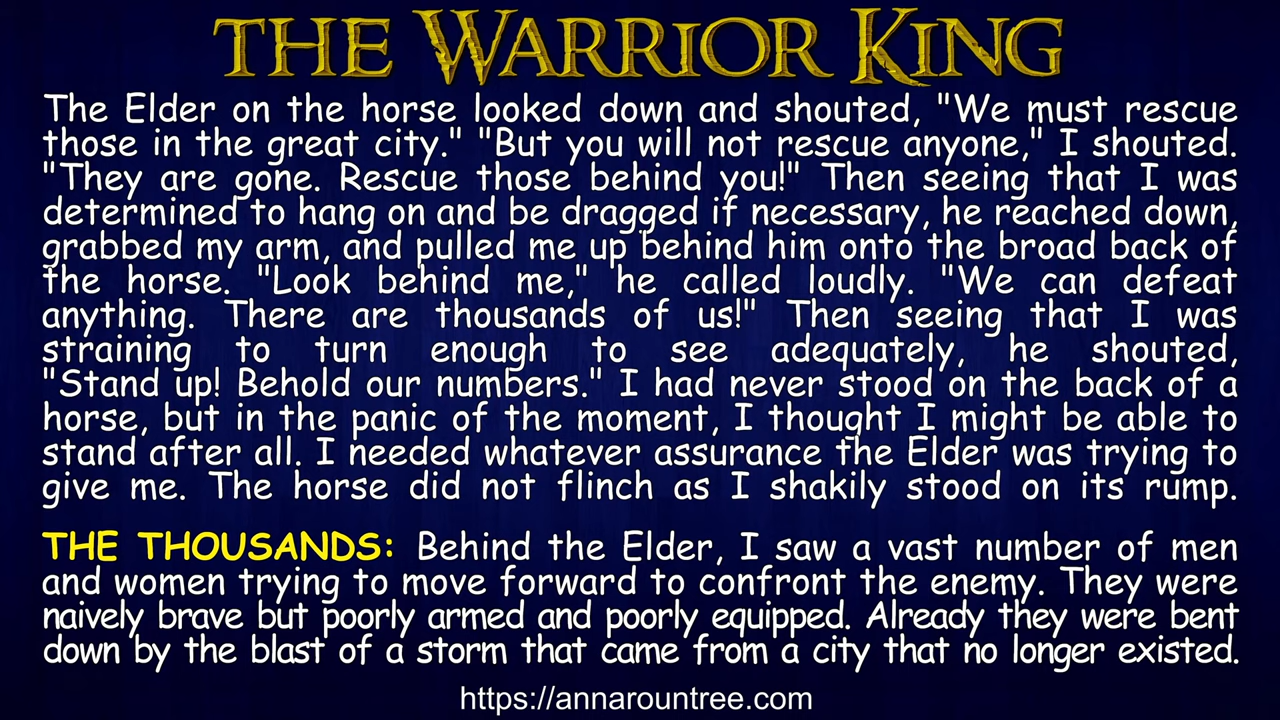 THE WARRIOR KING
The Elder on the horse looked down and shouted, "We must rescue
those in the great city." "But you will not rescue anyone," I shouted.
"They are gone. Rescue those behind you!" Then seeing that I was
determined to hang on and be dragged if necessary, he reached down,
grabbed my arm, and pulled me up behind him onto the broad back of
the horse. "Look behind me," he called loudly. "We can defeat
anything. There are thousands of us!" Then seeing that I was
straining to turn enough to see adequately, he shouted,
"Stand up! Behold our numbers." I had never stood on the back of a
horse, but in the panic of the moment, I thought I might be able to
stand after all. I needed whatever assurance the Elder was trying to
give me. The horse did not flinch as I shakily stood on its rump.
THE THOUSANDS: Behind the Elder, I saw a vast number of men
and women trying to move forward to confront the enemy. They were
naively brave but poorly armed and poorly equipped. Already they were bent
down by the blast of a storm that came from a city that no longer existed.
https://annarountree.com